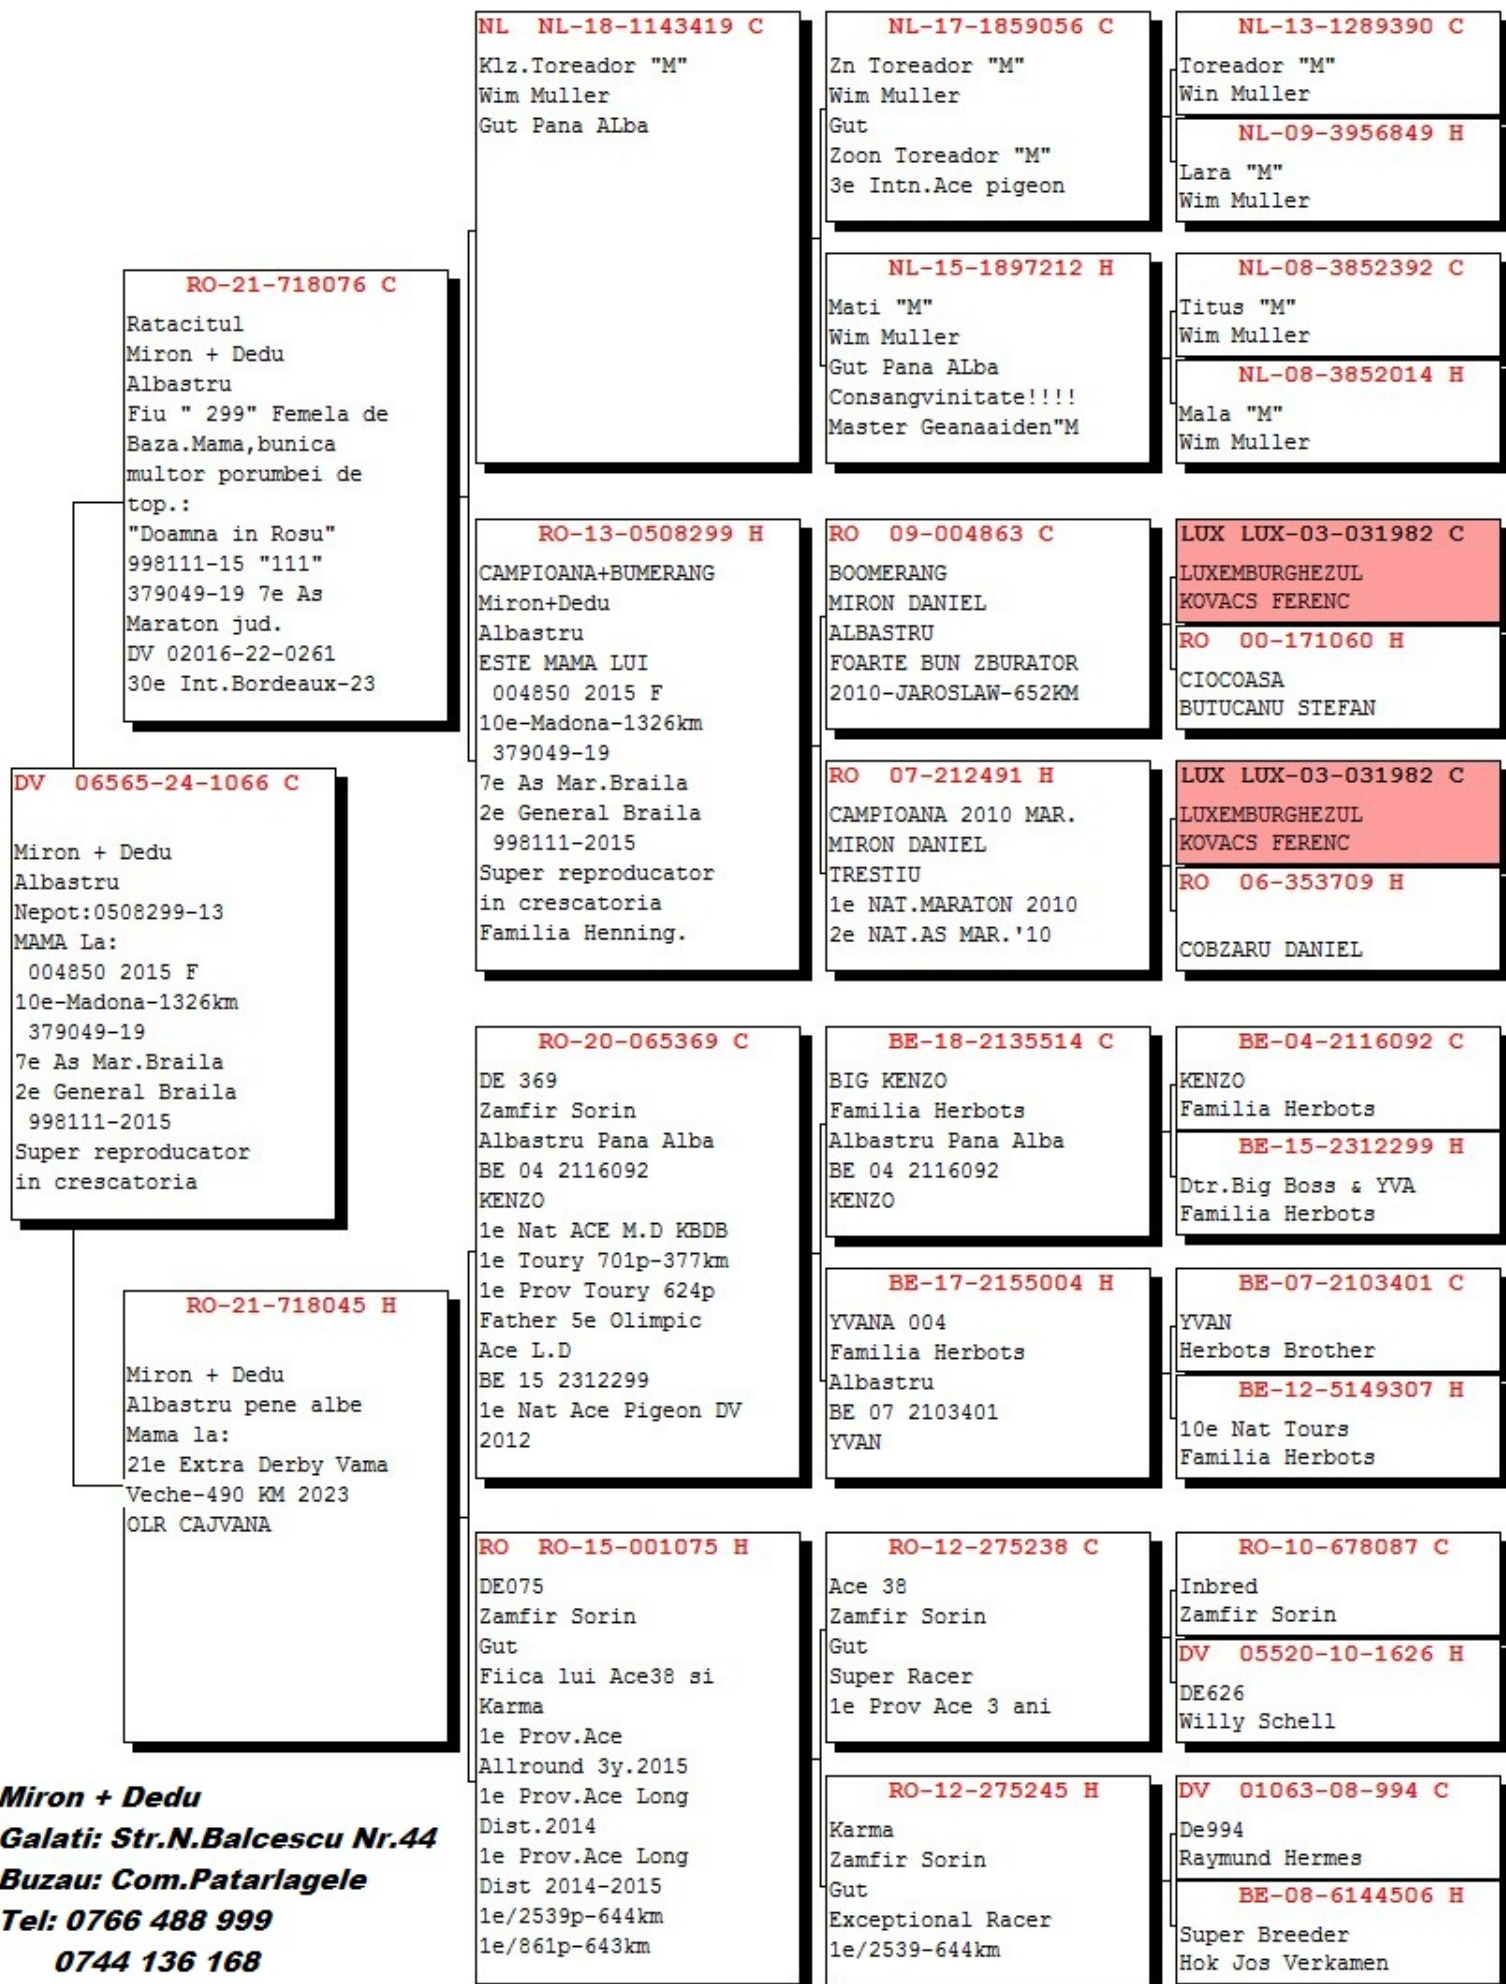 DV 06565-24-1066 C
Miron + Dedu
Albastru
Nepot:0508299-13
MAMA La:
004850 2015 F
10e-Madona-1326km
379049-19
7e As Mar.Braila
2e General Braila
998111-2015
Super reproducator
in crescatoria
RO-21-718076 C
Ratacitul
Miron + Dedu
Albastru
Fiu " 299" Femela de
Baza.Mama,bunica
multor porumbei de
top.:
"Doamna in Rosu"
998111-15 "111"
379049-19 7e As
Maraton jud.
DV 02016-22-0261
30e Int.Bordeaux-23
RO-21-718045 H
Miron + Dedu
Albastru pene albe
Mama la:
21e Extra Derby Vama
Veche-490 KM 2023
OLR CAJVANA
NL NL-18-1143419 C
Klz.Toreador "M"
Wim Muller
Gut Pana ALba
RO-13-0508299 H
CAMPIOANA+BUMERANG
Miron+Dedu
Albastru
ESTE MAMA LUI
004850 2015 F
10e-Madona-1326km
379049-19
7e As Mar.Braila
2e General Braila
998111-2015
Super reproducator
in crescatoria
Familia Henning.
RO-20-065369 C
DE 369
Zamfir Sorin
Albastru Pana Alba
BE 04 2116092
KENZO
1e Nat ACE M.D KBDB
1e Toury 701p-377km
1e Prov Toury 624p
Father 5e Olimpic
Ace L.D
BE 15 2312299
1e Nat Ace Pigeon DV
2012
RO RO-15-001075 H
DE075
Zamfir Sorin
Gut
Fiica lui Ace38 si
Karma
1e Prov.Ace
Allround 3y.2015
1e Prov.Ace Long
Dist.2014
1e Prov.Ace Long
Dist 2014-2015
1e/2539p-644km
1e/861p-643km
NL-17-1859056 C
Zn Toreador "M"
Wim Muller
Gut
Zoon Toreador "M"
3e Intn.Ace pigeon
NL-15-1897212 H
Mati "M"
Wim Muller
Gut Pana ALba
Consangvinitate!!!!
Master Geanaaiden"M
RO 09-004863 C
BOOMERANG
MIRON DANIEL
ALBASTRU
FOARTE BUN ZBURATOR
2010-JAROSLAW-652KM
RO 07-212491 H
CAMPIOANA 2010 MAR.
MIRON DANIEL
TRESTIU
1e NAT.MARATON 2010
2e NAT.AS MAR.'10
BE-18-2135514 C
BIG KENZO
Familia Herbots
Albastru Pana Alba
BE 04 2116092
KENZO
BE-17-2155004 H
YVANA 004
Familia Herbots
Albastru
BE 07 2103401
YVAN
RO-12-275238 C
Ace 38
Zamfir Sorin
Gut
Super Racer
1e Prov Ace 3 ani
RO-12-275245 H
Karma
Zamfir Sorin
Gut
Exceptional Racer
1e/2539-644km
NL-13-1289390 C
Toreador "M"
Win Muller
NL-09-3956849 H
Lara "M"
Wim Muller
NL-08-3852392 C
Titus "M"
Wim Muller
NL-08-3852014 H
Mala "M"
Wim Muller
LUX LUX-03-031982 C
LUXEMBURGHEZUL
KOVACS FERENC
RO 00-171060 H
CIOCOASA
BUTUCANU STEFAN
LUX LUX-03-031982 C
LUXEMBURGHEZUL
KOVACS FERENC
RO 06-353709 H
COBZARU DANIEL
BE-04-2116092 C
KENZO
Familia Herbots
BE-15-2312299 H
Dtr.Big Boss & YVA
Familia Herbots
BE-07-2103401 C
YVAN
Herbots Brother
BE-12-5149307 H
10e Nat Tours
Familia Herbots
RO-10-678087 C
Inbred
Zamfir Sorin
DV 05520-10-1626 H
DE626
Willy Schell
DV 01063-08-994 C
De994
Raymund Hermes
BE-08-6144506 H
Super Breeder
Hok Jos Verkamen
Miron + Dedu
Galati: Str.N.Balcescu Nr.44
Buzau: Com.Patarlagele
Tel: 0766 488 999
0744 136 168